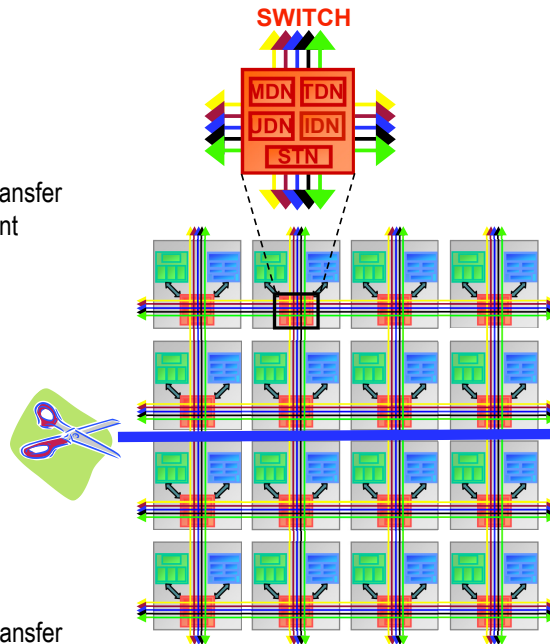 SWITCH
MDN TDN
UDN IDN
STN
ansfer
nt
ansfer